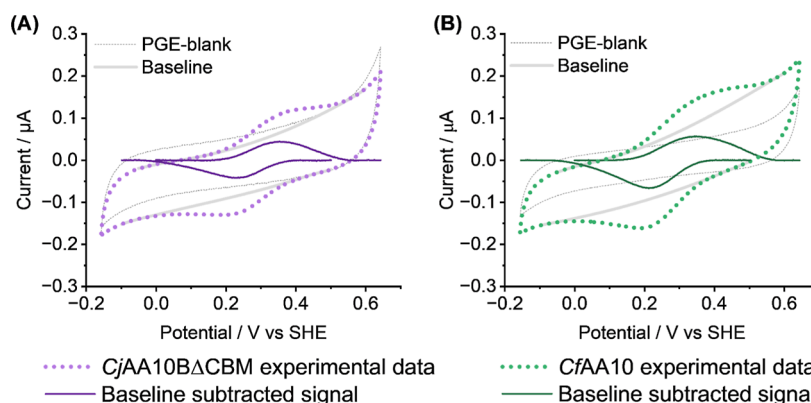 (A)
0.3
0.2
0.1
0.0
−0.1
−0.2
−0.3
Current / µA
PGE-blank
Baseline
−0.2
0.0
0.2
0.4
0.6
Potential / V vs SHE
CjAA10BΔCBM experimental data
Baseline subtracted signal
(B)
0.3
0.2
0.1
0.0
−0.1
−0.2
−0.3
Current / µA
PGE-blank
Baseline
−0.2
0.0
0.2
0.4
0.6
Potential / V vs SHE
CfAA10 experimental data
Baseline subtracted signal